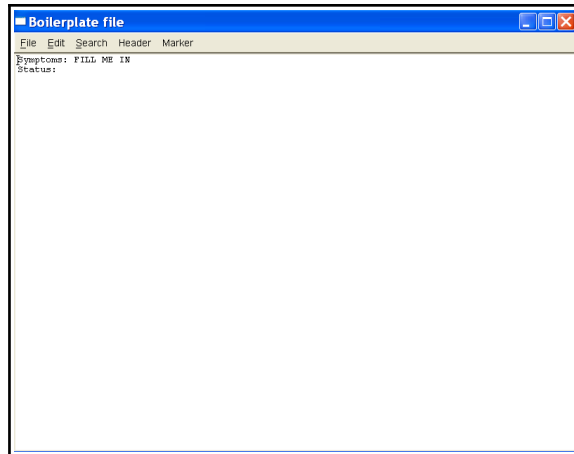 Boilerplate file
File Edit Search Header Marker
Symptoms: FILL ME IN
Status: